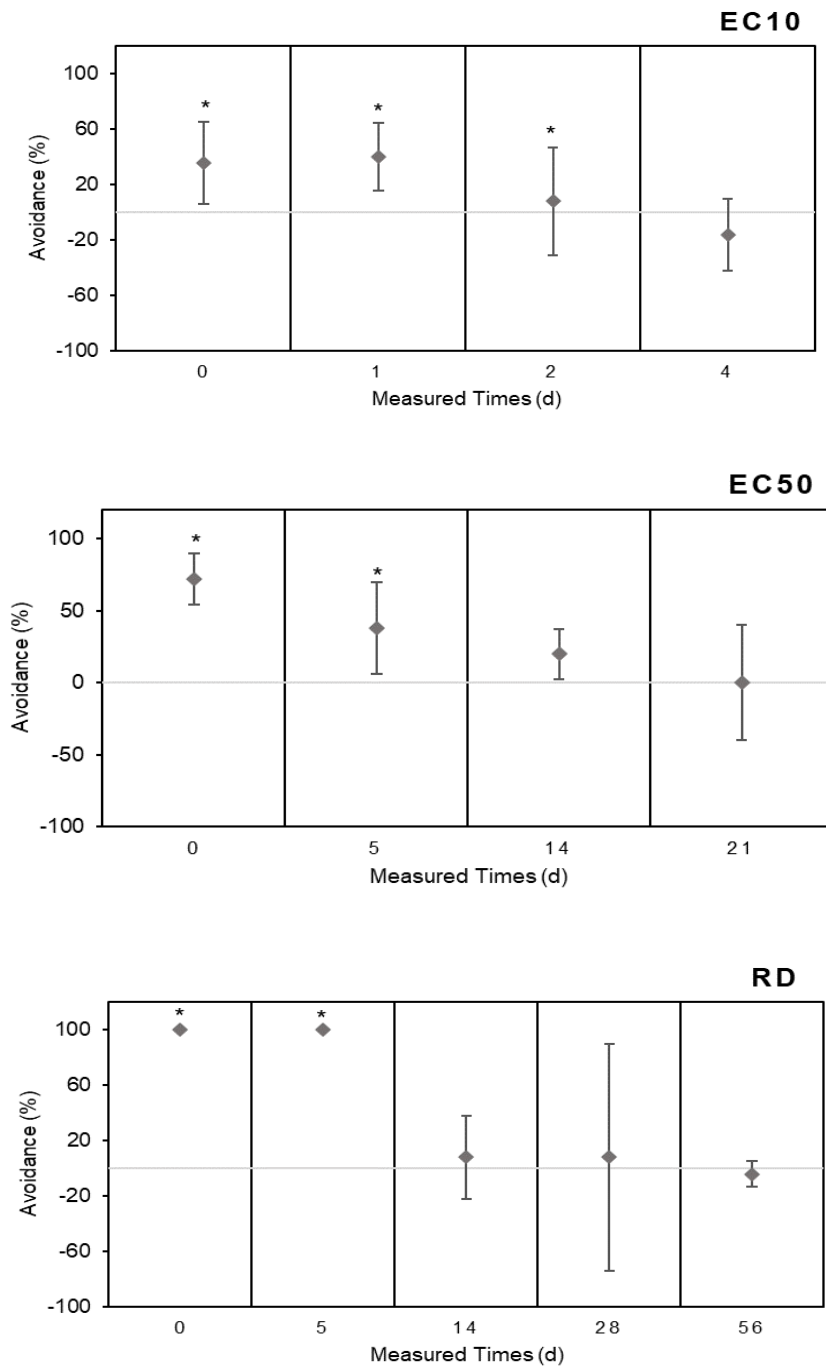 EC10
100
60
20
-20
-60
-100
Avoidance (%)
* * *
0 1 2 4
Measured Times (d)
EC50
100
50
0
-50
-100
Avoidance (%)
* *
0 5 14 21
Measured Times (d)
RD
100
60
20
-20
-60
-100
Avoidance (%)
* *
0 5 14 28 56
Measured Times (d)